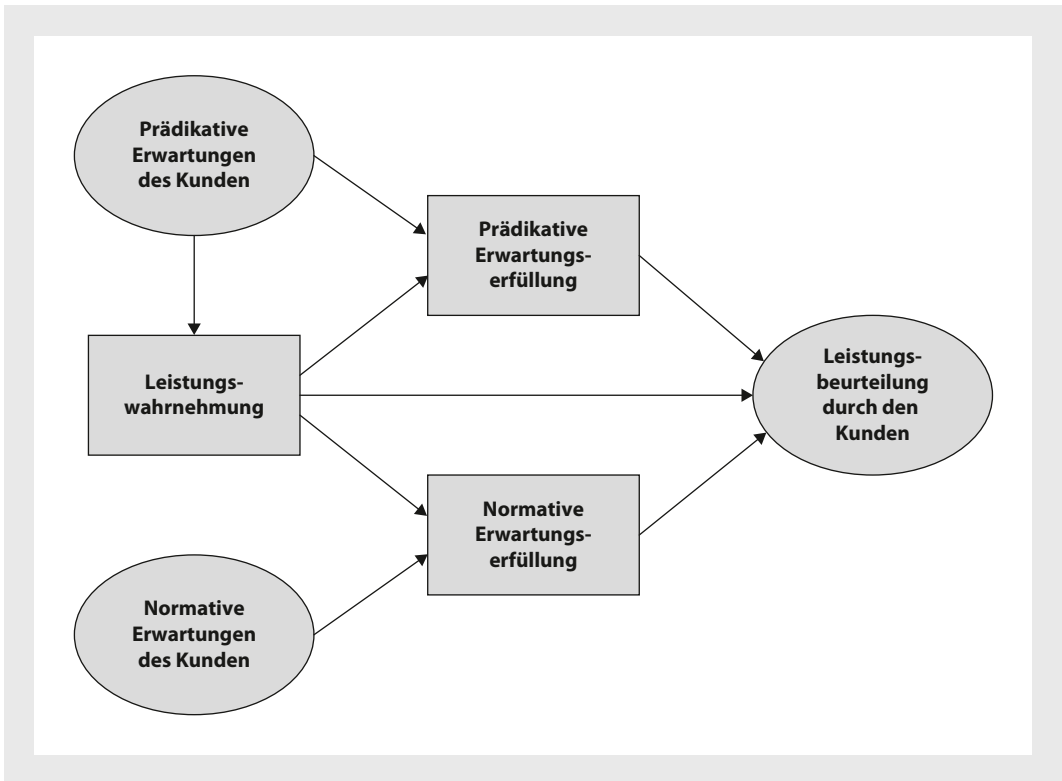 Prädikative
Erwartungen
des Kunden
Prädikative
Erwartungs-
erfüllung
Leistungs-
wahrnehmung
Leistungs-
beurteilung
durch den
Kunden
Normative
Erwartungs-
erfüllung
Normative
Erwartungen
des Kunden